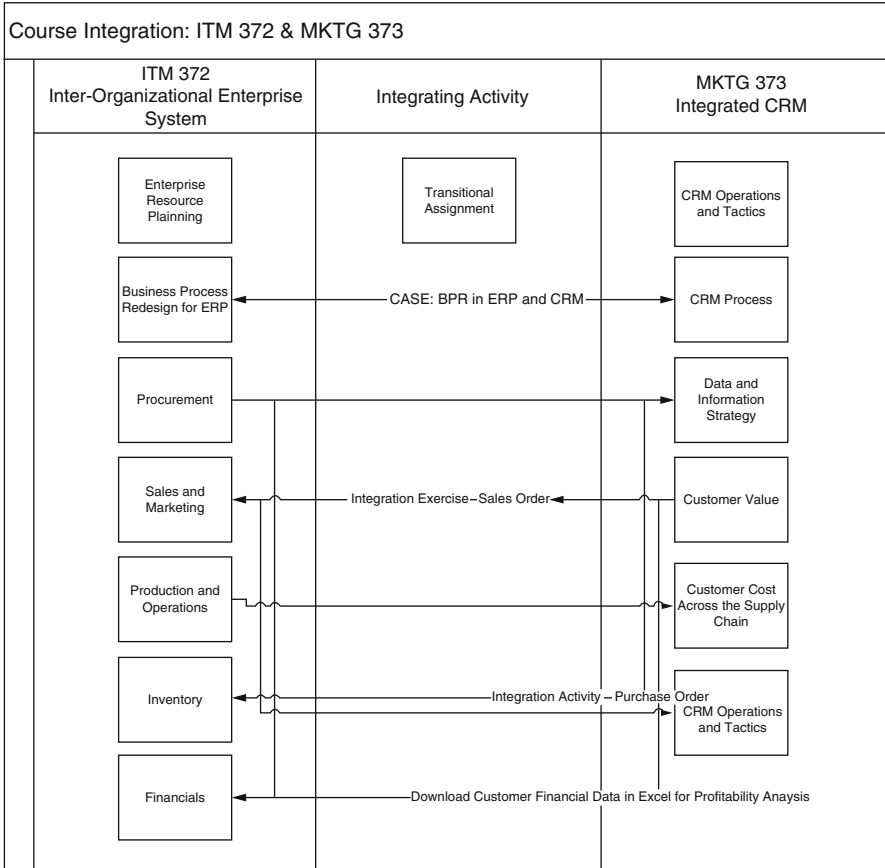 Course Integration: ITM 372 & MKTG 373
ITM 372
Inter-Organizational Enterprise
System
Integrating Activity
MKTG 373
Integrated CRM
Enterprise
Resource
Plainning
Transitional
Assignment
CRM Operations
and Tactics
Business Process
Redesign for ERP
CASE: BPR in ERP and CRM
CRM Process
Procurement
Data and
Information
Strategy
Sales and
Marketing
Integration Exercise–Sales Order
Customer Value
Production and
Operations
Customer Cost
Across the Supply
Chain
Inventory
Integration Activity – Purchase Order
CRM Operations
and Tactics
Financials
Download Customer Financial Data in Excel for Profitability Anaysis